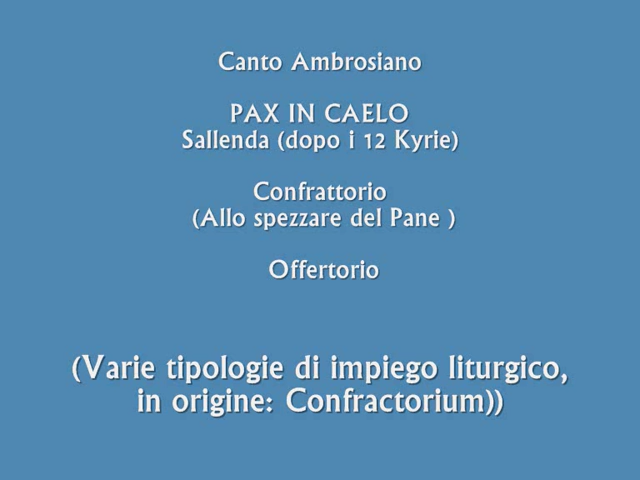 Canto Ambrosiano
PAX IN CAELO
Sallenda (dopo i 12 Kyrie)
Confrattorio
(Allo spezzare del Pane )
Offertorio
(Varie tipologie di impiego liturgico,
in origine: Confractorium))